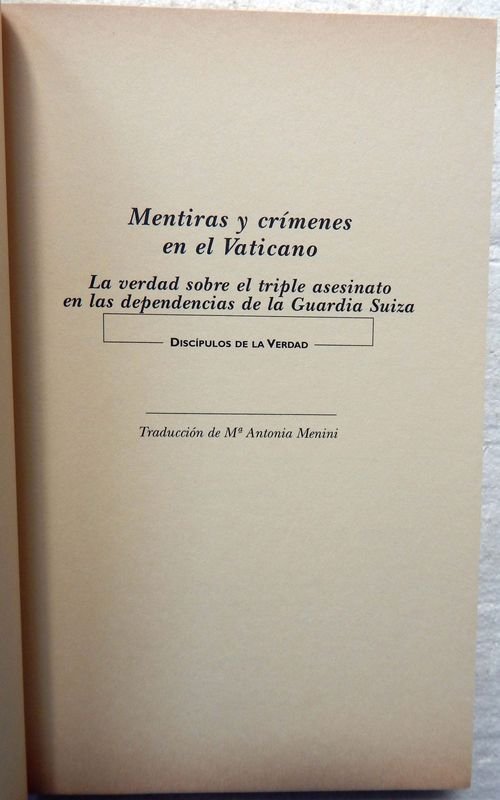 Mentiras y crímenes
en el Vaticano
La verdad sobre el triple asesinato
en las dependencias de la Guardia Suiza
DISCÍPULOS DE LA VERDAD
Traducción de Mª Antonia Menini